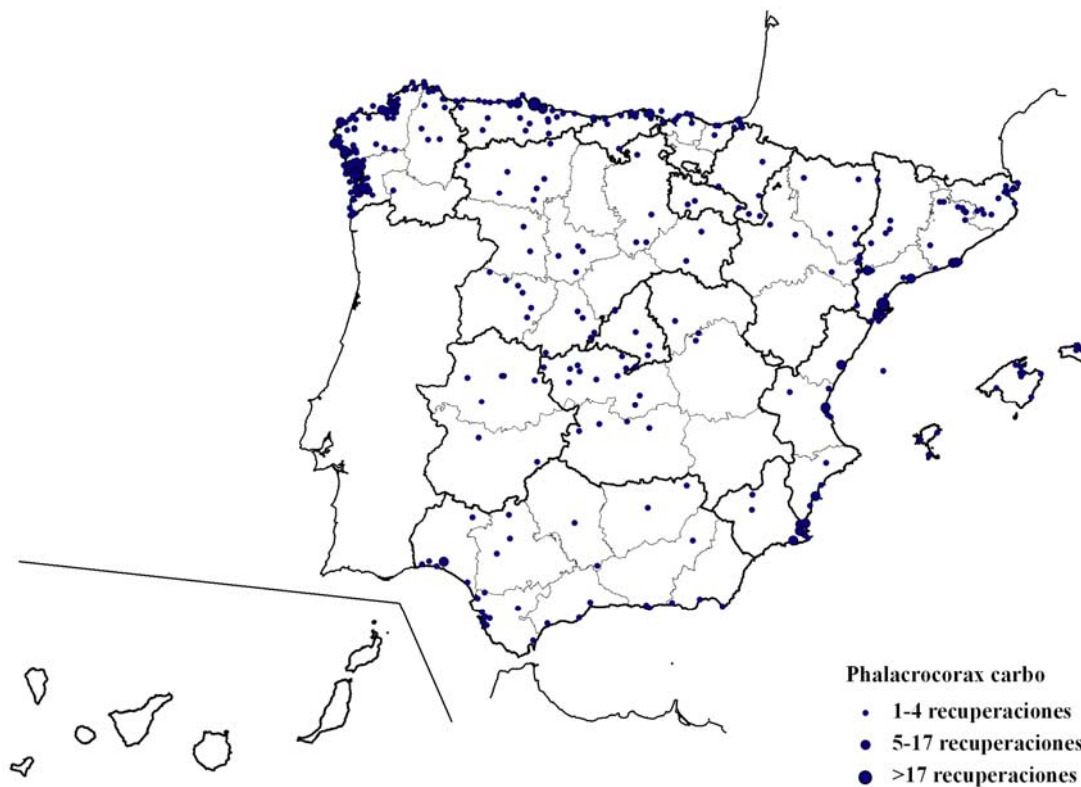 Phalacrocorax carbo
1-4 recuperaciones
5-17 recuperaciones
>17 recuperaciones